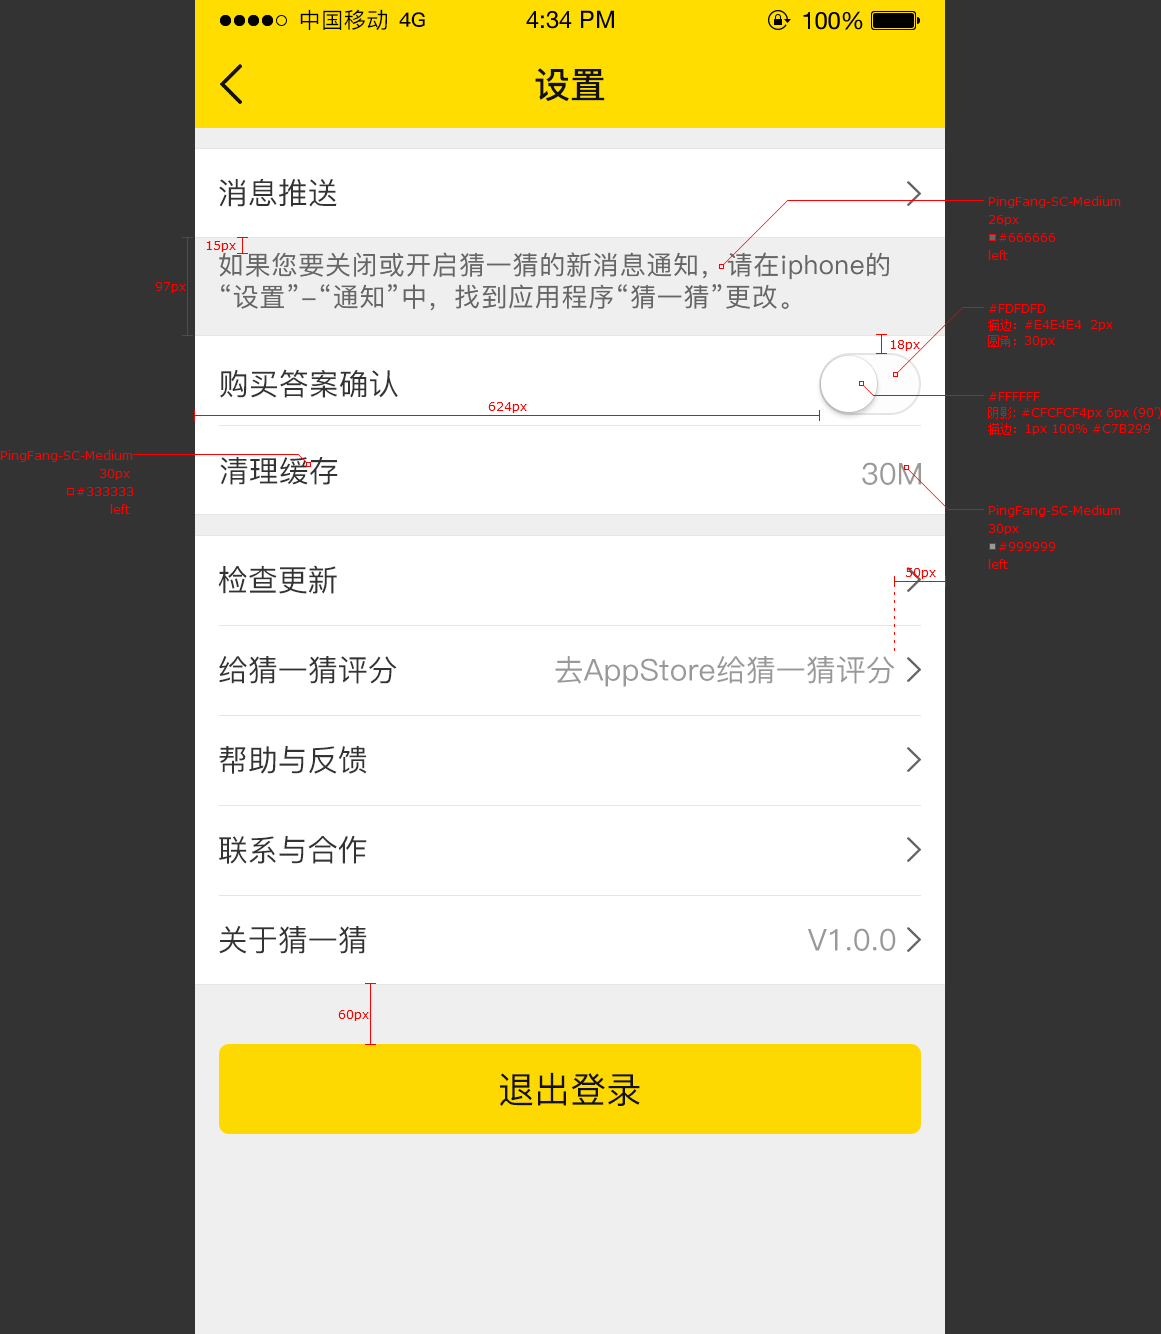 中国移动 4G 4:34 PM 100%
设置
消息推送
PingFang-SC-Medium
26px
#666666
left
15px
如果您要关闭或开启猜一猜的新消息通知，请在iphone的
“设置”-“通知”中，找到应用程序“猜一猜”更改。
97px
#FDFDFD
描边：#E4E4E4 2px
圆角：30px
18px
购买答案确认
#FFFFFF
阴影: #CFCFCF4px 6px (90°)
描边：1px 100% #C7B299
624px
PingFang-SC-Medium
30px
#333333
left
清理缓存
30M
PingFang-SC-Medium
30px
#999999
left
检查更新
50px
给猜一猜评分 去AppStore给猜一猜评分
帮助与反馈
联系与合作
关于猜一猜 V1.0.0
60px
退出登录